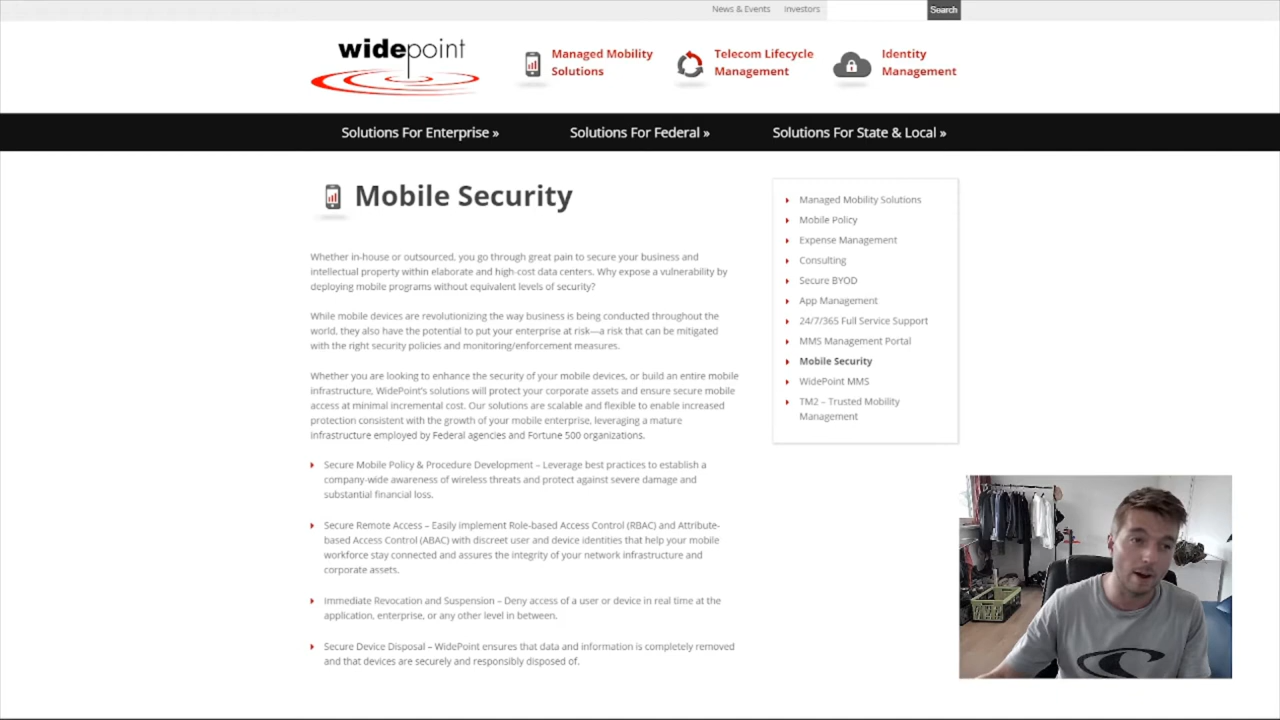 News & Events
Investors
Search
widepoint
Managed Mobility
Solutions
Telecom Lifecycle
Management
Identity
Management
Solutions For Enterprise »
Solutions For Federal »
Solutions For State & Local »
Mobile Security
Whether in-house or outsourced, you go through great pain to secure your business and
intellectual property within elaborate and high-cost data centers. Why expose a vulnerability by
deploying mobile programs without equivalent levels of security?
While mobile devices are revolutionizing the way business is being conducted throughout the
world, they also have the potential to put your enterprise at risk—a risk that can be mitigated
with the right security policies and monitoring/enforcement measures.
Whether you are looking to enhance the security of your mobile devices, or build an entire mobile
infrastructure, WidePoint's solutions will protect your corporate assets and ensure secure mobile
access at minimal incremental cost. Our solutions are scalable and flexible to enable increased
protection consistent with the growth of your mobile enterprise, leveraging a mature
infrastructure employed by Federal agencies and Fortune 500 organizations.
Secure Mobile Policy & Procedure Development – Leverage best practices to establish a
company-wide awareness of wireless threats and protect against severe damage and
substantial financial loss.
Secure Remote Access – Easily implement Role-based Access Control (RBAC) and Attribute-
based Access Control (ABAC) with discreet user and device identities that help your mobile
workforce stay connected and assures the integrity of your network infrastructure and
corporate assets.
Immediate Revocation and Suspension – Deny access of a user or device in real time at the
application, enterprise, or any other level in between.
Secure Device Disposal – WidePoint ensures that data and information is completely removed
and that devices are securely and responsibly disposed of.
Managed Mobility Solutions
Mobile Policy
Expense Management
Consulting
Secure BYOD
App Management
24/7/365 Full Service Support
MMS Management Portal
Mobile Security
WidePoint MMS
TM2 – Trusted Mobility
Management